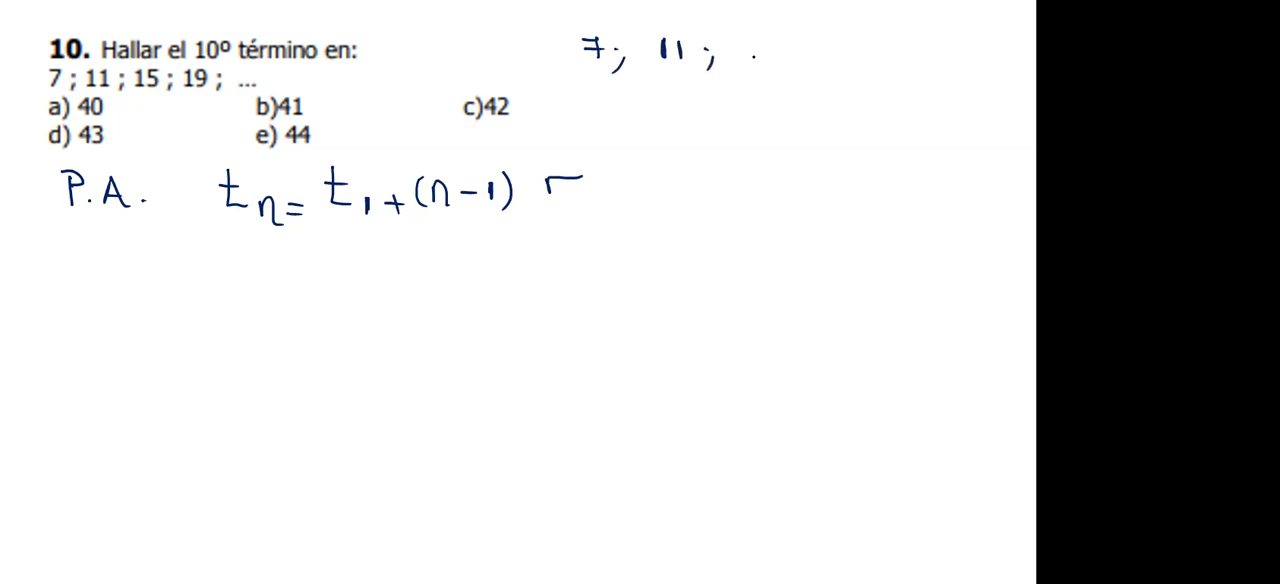 10. Hallar el 10º término en:
7 ; 11 ; 15 ; 19 ; ...
a) 40 b)41 c)42
d) 43 e) 44
7; 11 ; .
P.A. tn= t1+(n-1) r